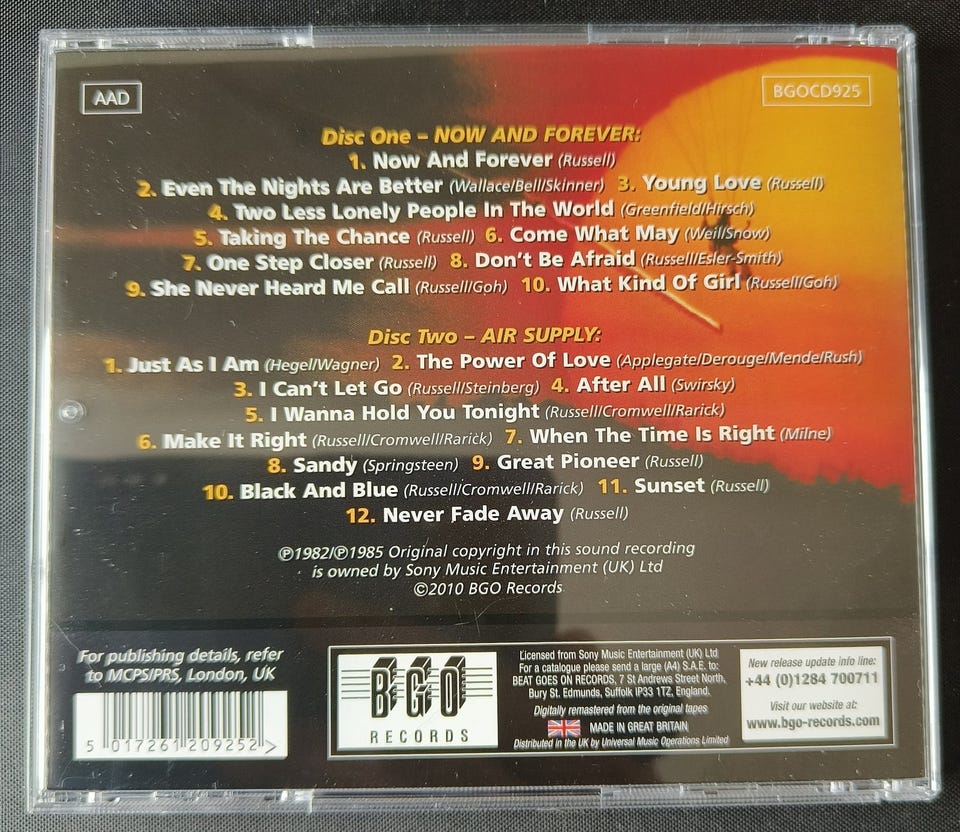 AAD
BGOCD925
Disc One – NOW AND FOREVER:
1. Now And Forever (Russell)
2. Even The Nights Are Better (Wallace/Bell/Skinner) 3. Young Love (Russell)
4. Two Less Lonely People In The World (Greenfield/Hirsch)
5. Taking The Chance (Russell) 6. Come What May (Weil/Snow)
7. One Step Closer (Russell) 8. Don't Be Afraid (Russell/Esler-Smith)
9. She Never Heard Me Call (Russell/Goh) 10. What Kind Of Girl (Russell/Goh)
Disc Two – AIR SUPPLY:
1. Just As I Am (Hegel/Wagner) 2. The Power Of Love (Applegate/Derouge/Mende/Rush)
3. I Can't Let Go (Russell/Steinberg) 4. After All (Swirsky)
5. I Wanna Hold You Tonight (Russell/Cromwell/Rarick)
6. Make It Right (Russell/Cromwell/Rarick) 7. When The Time Is Right (Milne)
8. Sandy (Springsteen) 9. Great Pioneer (Russell)
10. Black And Blue (Russell/Cromwell/Rarick) 11. Sunset (Russell)
12. Never Fade Away (Russell)
℗1982/℗1985 Original copyright in this sound recording
is owned by Sony Music Entertainment (UK) Ltd
©2010 BGO Records
For publishing details, refer
to MCPS/PRS, London, UK
5 017261 209252 >
BGO
RECORDS
Licensed from Sony Music Entertainment (UK) Ltd
For a catalogue please send a large (A4) S.A.E. to:
BEAT GOES ON RECORDS, 7 St Andrews Street North,
Bury St. Edmunds, Suffolk IP33 1TZ, England.
Digitally remastered from the original tapes
MADE IN GREAT BRITAIN
Distributed in the UK by Universal Music Operations Limited
New release update info line:
+44 (0)1284 700711
Visit our website at:
www.bgo-records.com